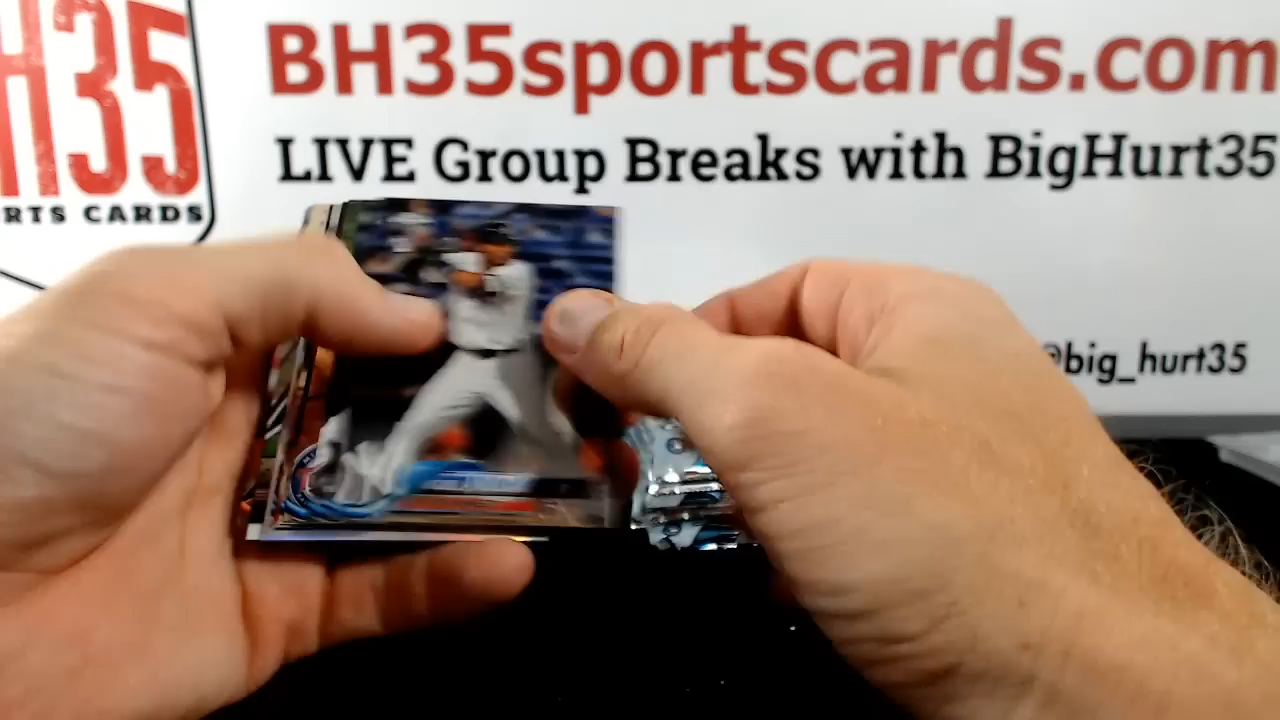 H35
RTS CARDS
BH35sportscards.com
LIVE Group Breaks with BigHurt35
@big_hurt35